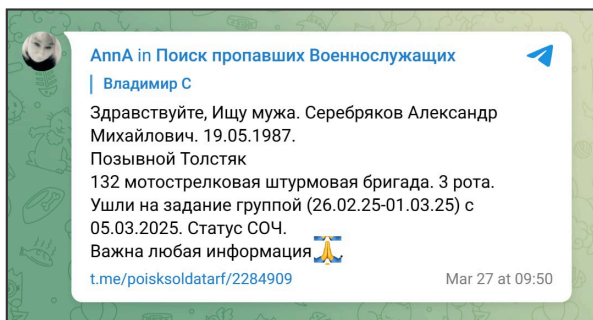 AnnA in Поиск пропавших Военнослужащих
Владимир С
Здравствуйте, Ищу мужа. Серебряков Александр
Михайлович. 19.05.1987.
Позывной Толстяк
132 мотострелковая штурмовая бригада. 3 рота.
Ушли на задание группой (26.02.25-01.03.25) с
05.03.2025. Статус СОЧ.
Важна любая информация🙏.
t.me/poisksoldatarf/2284909 Mar 27 at 09:50